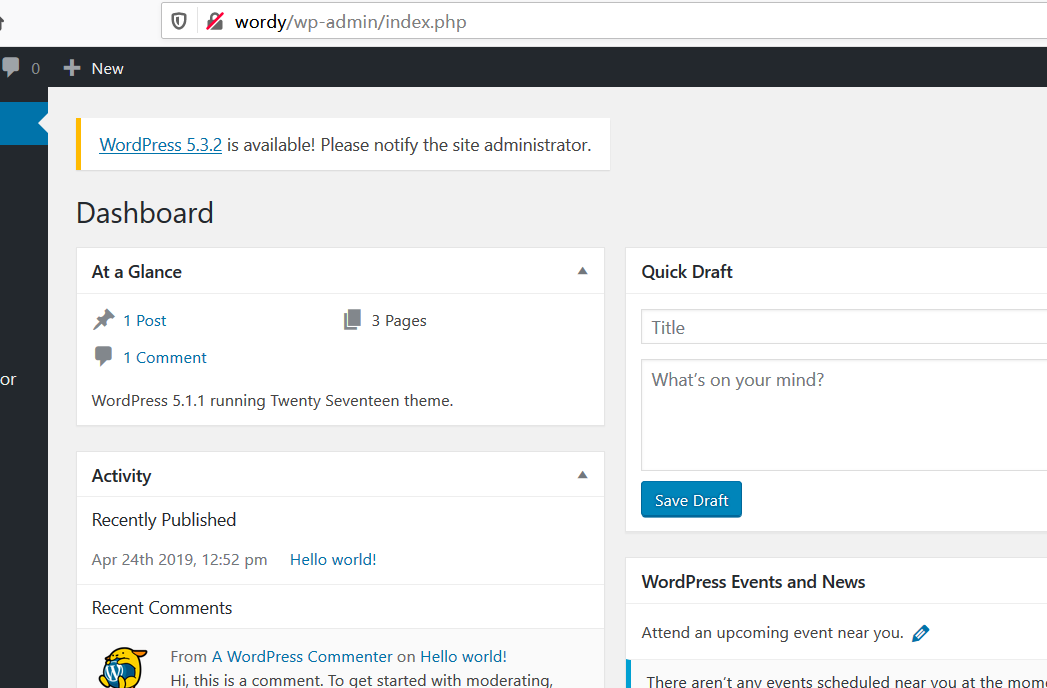 wordy/wp-admin/index.php
0 New
WordPress 5.3.2 is available! Please notify the site administrator.
Dashboard
At a Glance
1 Post
3 Pages
1 Comment
WordPress 5.1.1 running Twenty Seventeen theme.
Activity
Recently Published
Apr 24th 2019, 12:52 pm Hello world!
Recent Comments
From A WordPress Commenter on Hello world!
Hi, this is a comment. To get started with moderating,
Quick Draft
Title
What's on your mind?
Save Draft
WordPress Events and News
Attend an upcoming event near you.
There aren't any events scheduled near you at the mom
or